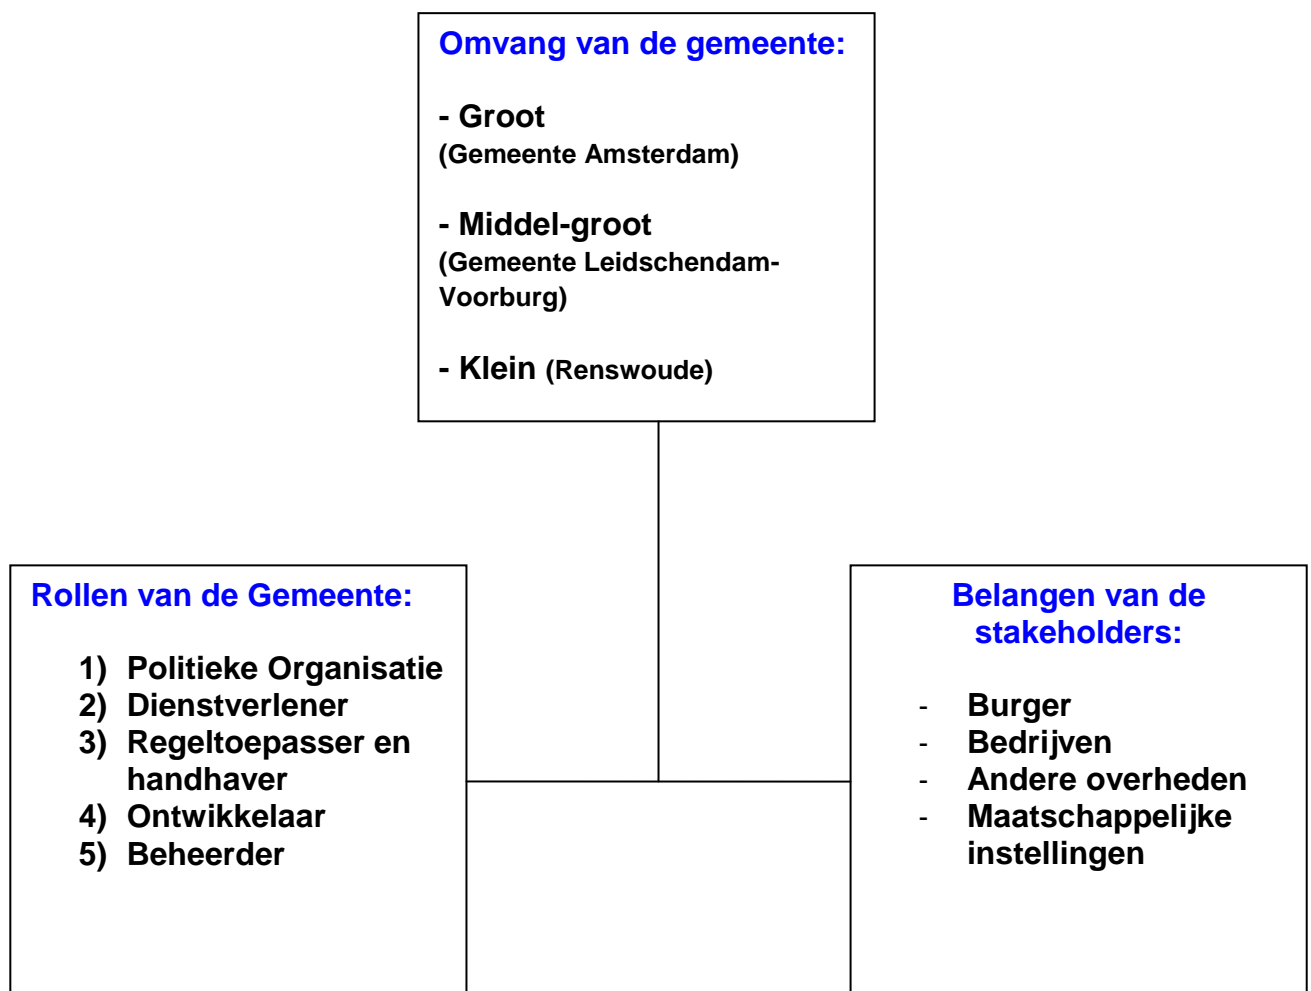 Omvang van de gemeente:
- Groot
(Gemeente Amsterdam)
- Middel-groot
(Gemeente Leidschendam-
Voorburg)
- Klein (Renswoude)
Rollen van de Gemeente:
1) Politieke Organisatie
2) Dienstverlener
3) Regeltoepasser en
handhaver
4) Ontwikkelaar
5) Beheerder
Belangen van de
stakeholders:
- Burger
- Bedrijven
- Andere overheden
- Maatschappelijke
instellingen